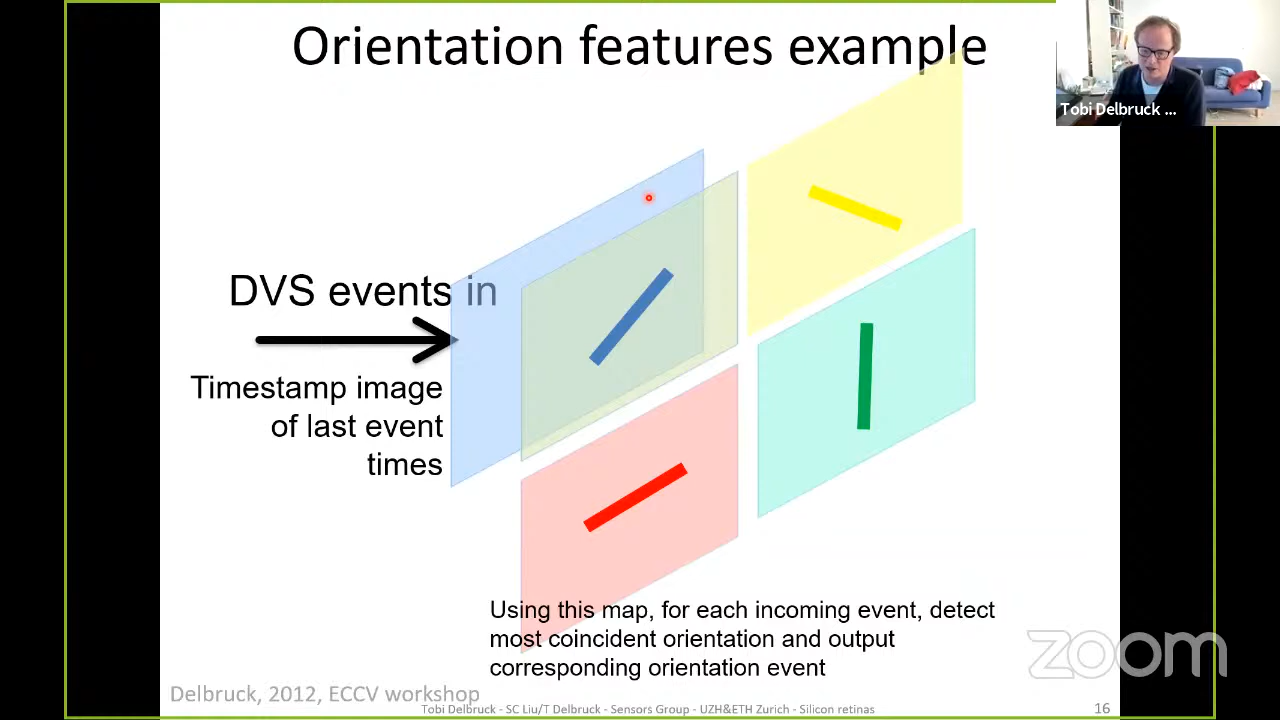 Orientation features example
Tobi Delbruck ...
DVS events in
Timestamp image
of last event
times
Using this map, for each incoming event, detect
most coincident orientation and output
corresponding orientation event
zoom
Delbruck, 2012, ECCV workshop
Tobi Delbruck - SC Liu/T Delbruck - Sensors Group - UZH&ETH Zurich - Silicon retinas
16